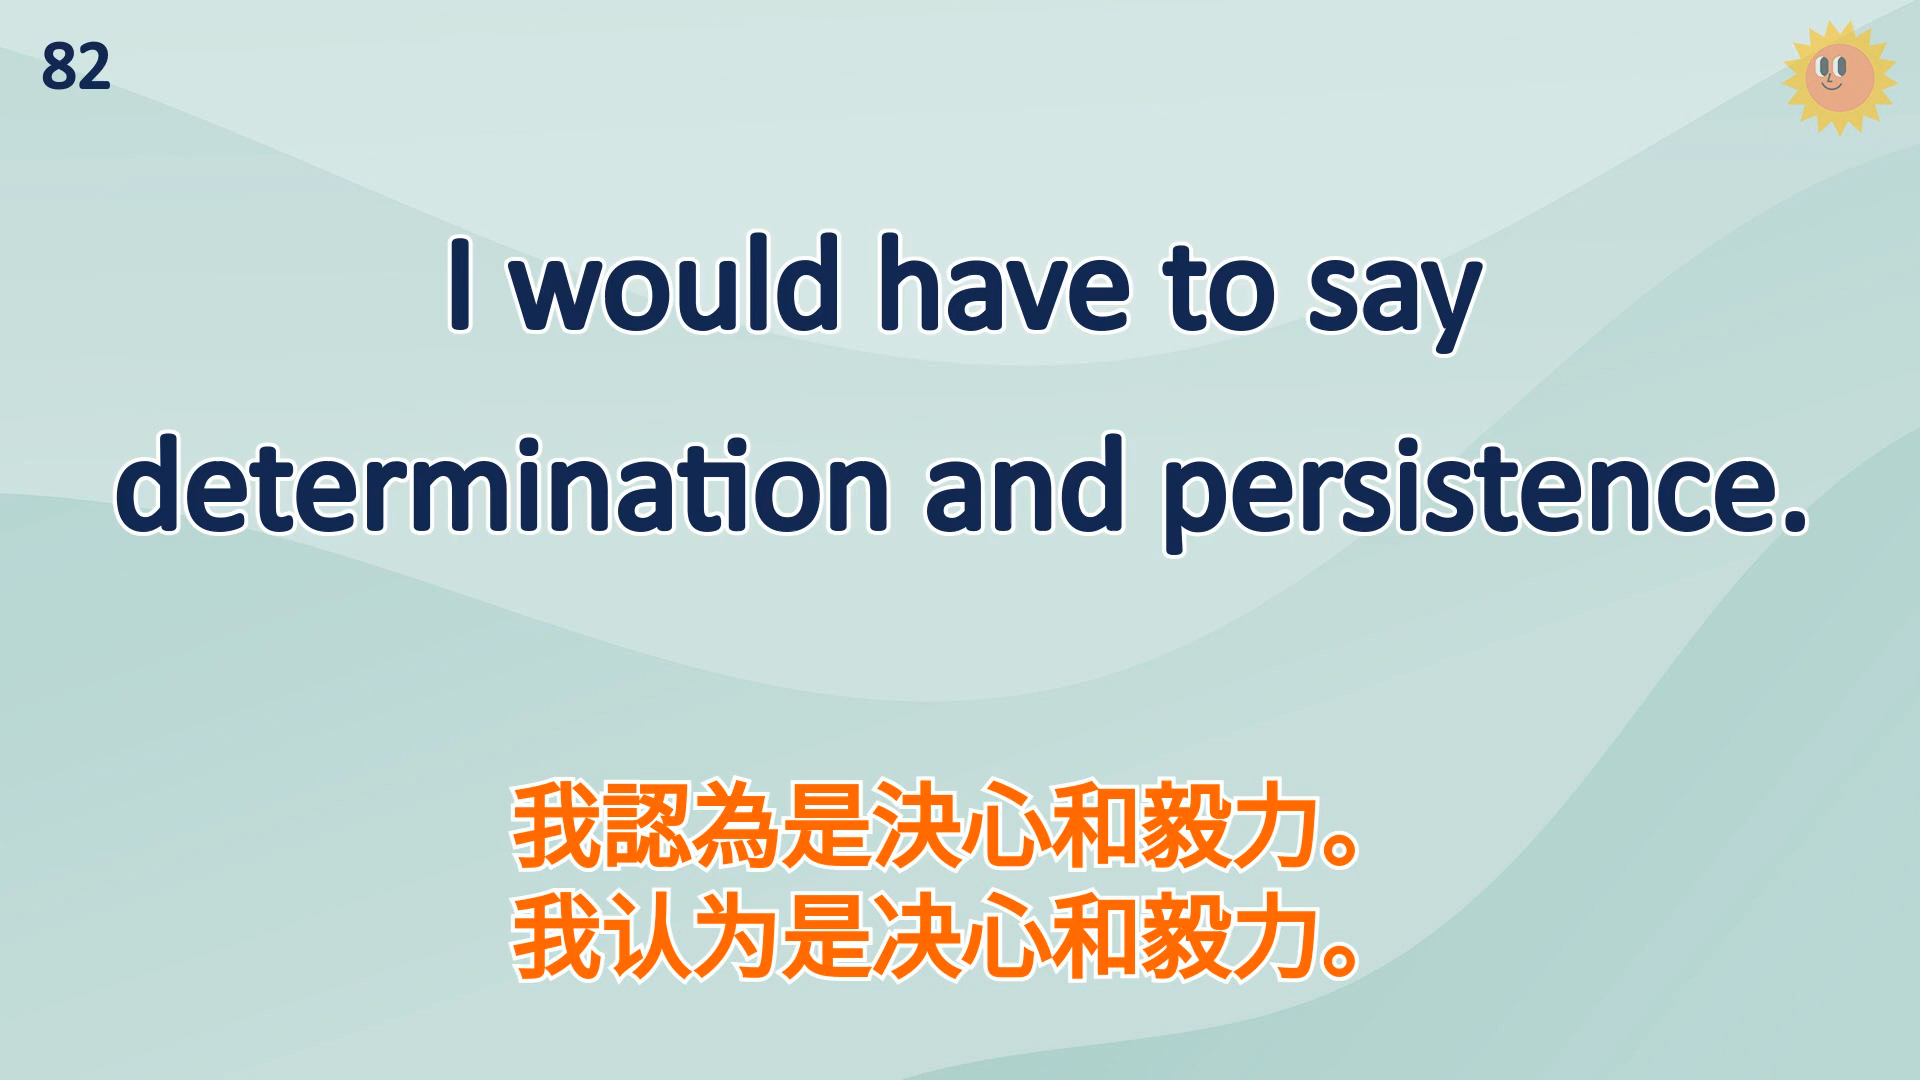 82
I would have to say
determination and persistence.
我認為是決心和毅力。
我认为是决心和毅力。